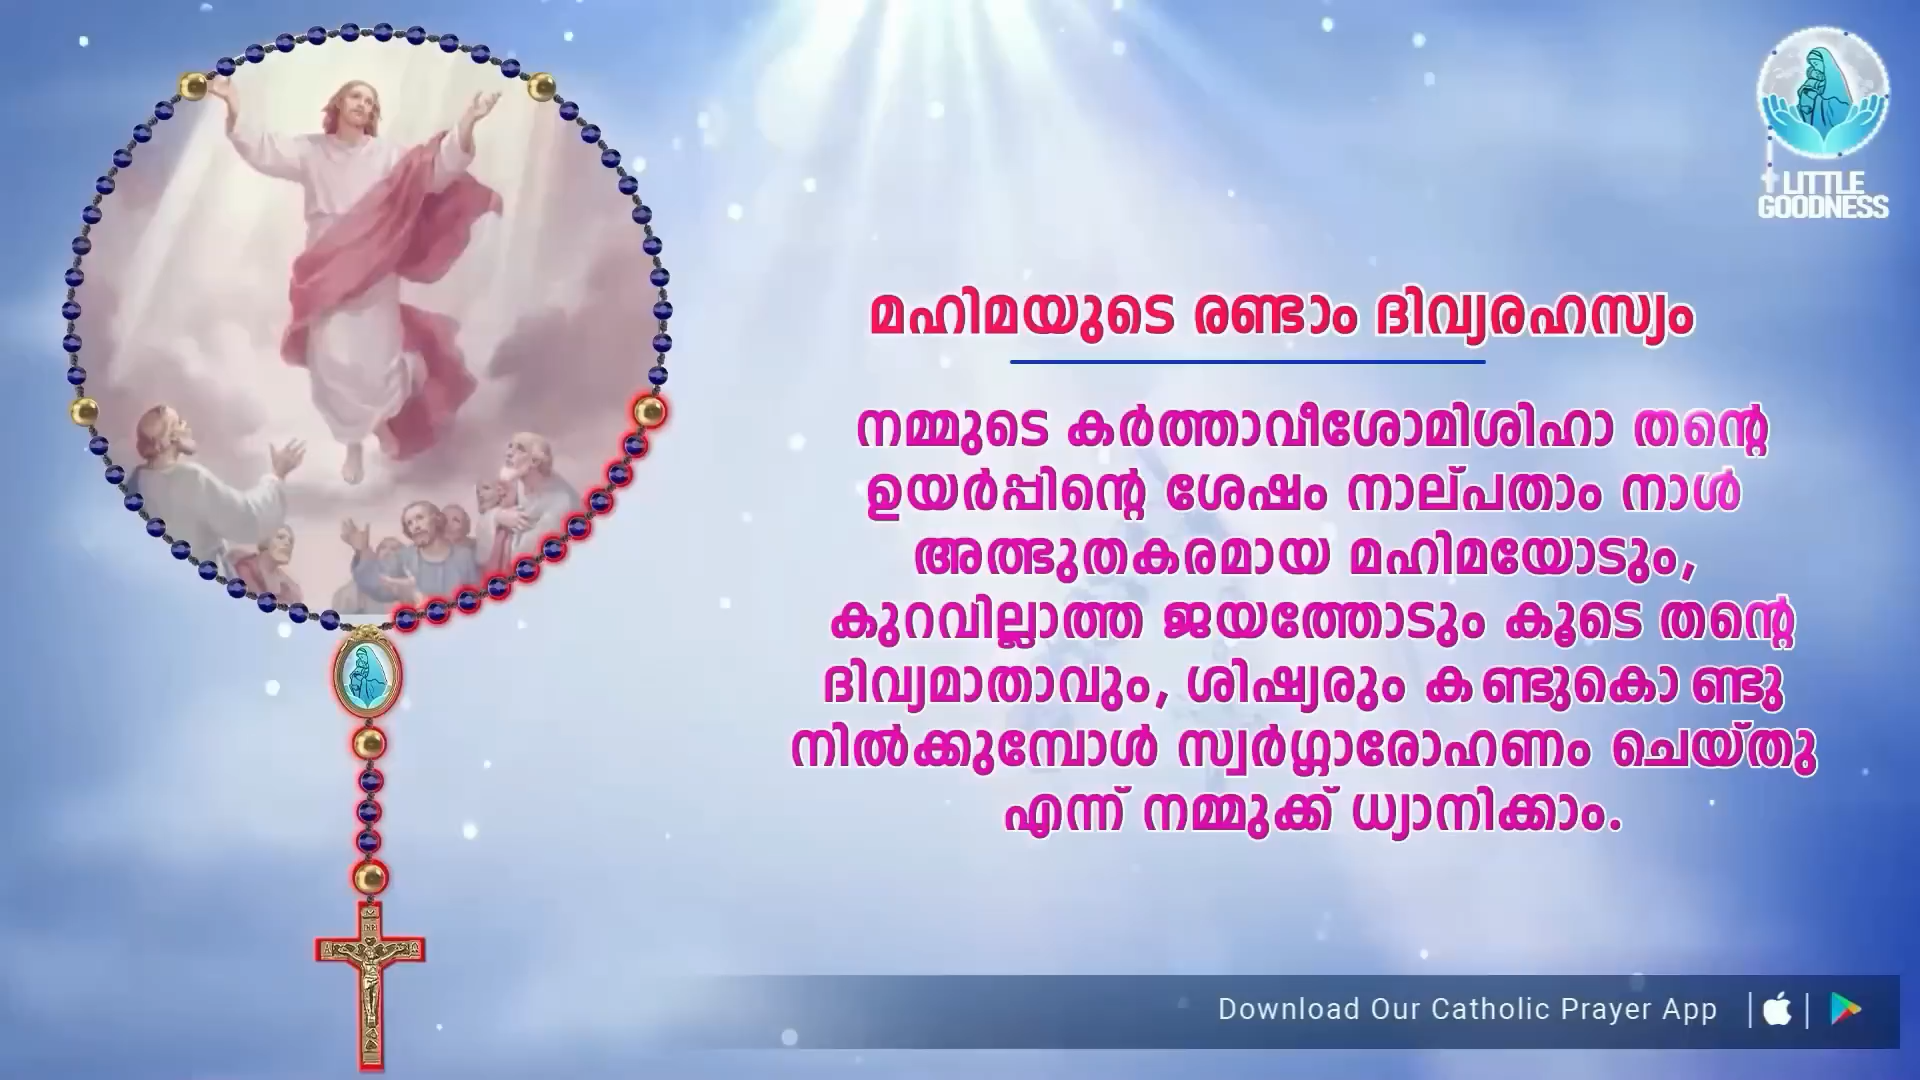 LITTLE
GOODNESS
മഹിമയുടെ രണ്ടാം ദിവ്യരഹസ്യം
നമ്മുടെ കർത്താവീശോമിശിഹാ തന്റെ
ഉയർപ്പിന്റെ ശേഷം നാല്പതാം നാൾ
അത്ഭുതകരമായ മഹിമയോടും,
കുറവില്ലാത്ത ജയത്തോടും കൂടെ തന്റെ
ദിവ്യമാതാവും, ശിഷ്യരും കണ്ടുകൊണ്ടു
നിൽക്കുമ്പോൾ സ്വർഗ്ഗാരോഹണം ചെയ്തു
എന്ന് നമ്മുക്ക് ധ്യാനിക്കാം.
Download Our Catholic Prayer App